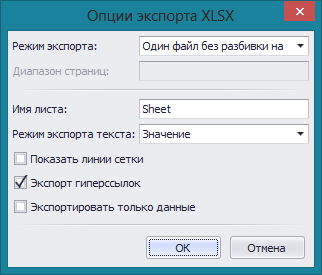 Опции экспорта XLSX
Режим экспорта: Один файл без разбивки на
Диапазон страниц:
Имя листа: Sheet
Режим экспорта текста: Значение
Показать линии сетки
Экспорт гиперссылок
Экспортировать только данные
ОК Отмена